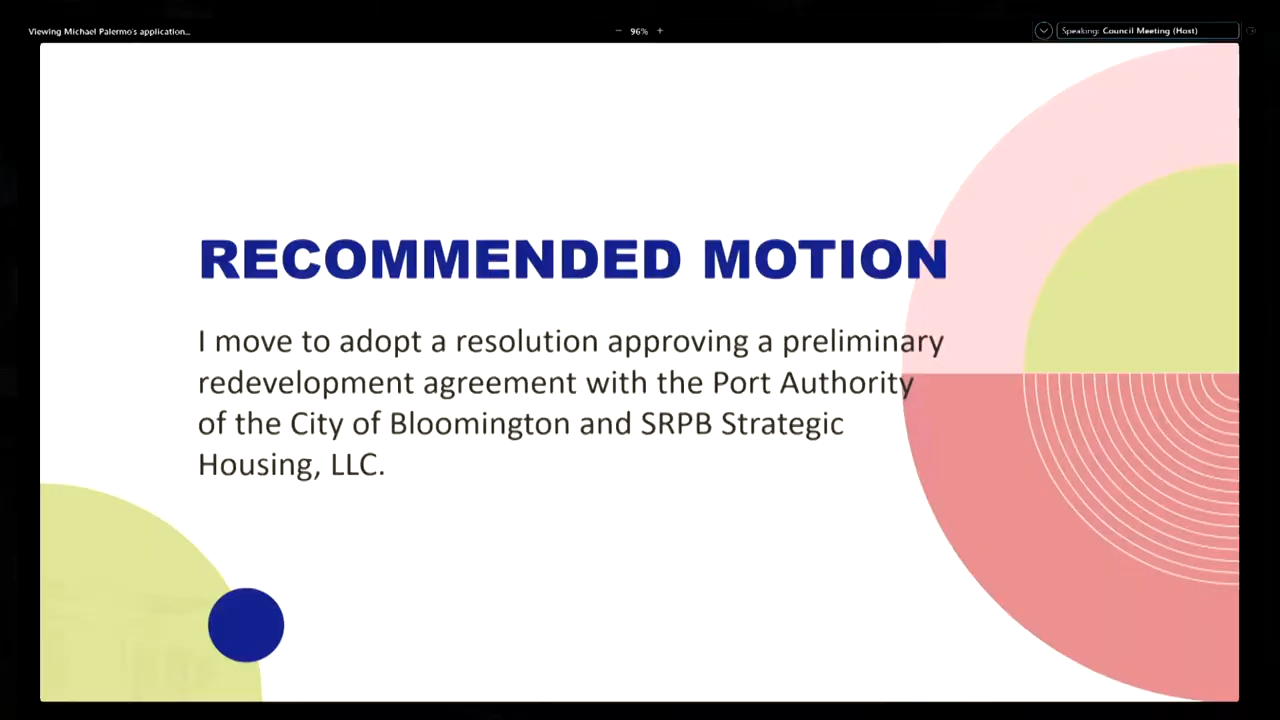 Viewing Michael Palermo's application...
− 96% +
Speaking: Council Meeting (Host)
RECOMMENDED MOTION
I move to adopt a resolution approving a preliminary
redevelopment agreement with the Port Authority
of the City of Bloomington and SRPB Strategic
Housing, LLC.